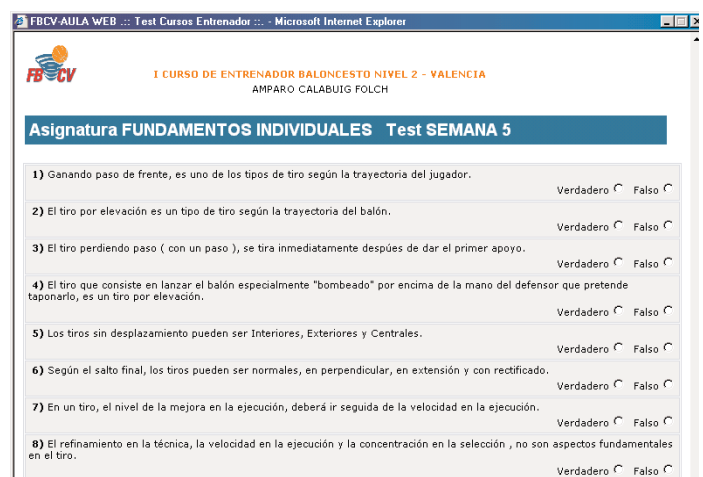 FBCV-AULA WEB .:: Test Cursos Entrenador ::. - Microsoft Internet Explorer
FBCV
I CURSO DE ENTRENADOR BALONCESTO NIVEL 2 - VALENCIA
AMPARO CALABUIG FOLCH
Asignatura FUNDAMENTOS INDIVIDUALES Test SEMANA 5
1) Ganando paso de frente, es uno de los tipos de tiro según la trayectoria del jugador.
Verdadero Falso
2) El tiro por elevación es un tipo de tiro según la trayectoria del balón.
Verdadero Falso
3) El tiro perdiendo paso ( con un paso ), se tira inmediatamente despúes de dar el primer apoyo.
Verdadero Falso
4) El tiro que consiste en lanzar el balón especialmente "bombeado" por encima de la mano del defensor que pretende
taponarlo, es un tiro por elevación.
Verdadero Falso
5) Los tiros sin desplazamiento pueden ser Interiores, Exteriores y Centrales.
Verdadero Falso
6) Según el salto final, los tiros pueden ser normales, en perpendicular, en extensión y con rectificado.
Verdadero Falso
7) En un tiro, el nivel de la mejora en la ejecución, deberá ir seguida de la velocidad en la ejecución.
Verdadero Falso
8) El refinamiento en la técnica, la velocidad en la ejecución y la concentración en la selección , no son aspectos fundamentales
en el tiro.
Verdadero Falso